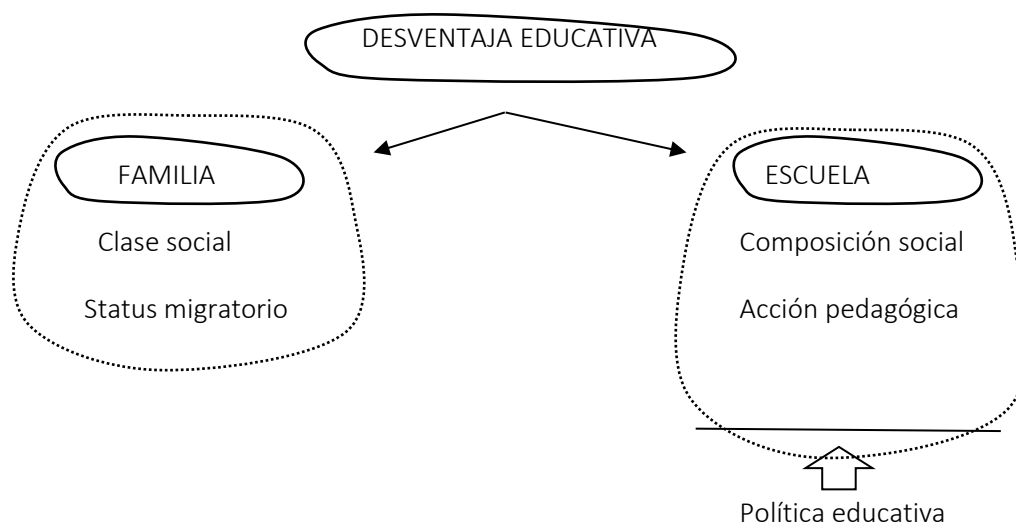 DESVENTAJA EDUCATIVA
FAMILIA
Clase social
Status migratorio
ESCUELA
Composición social
Acción pedagógica
Política educativa